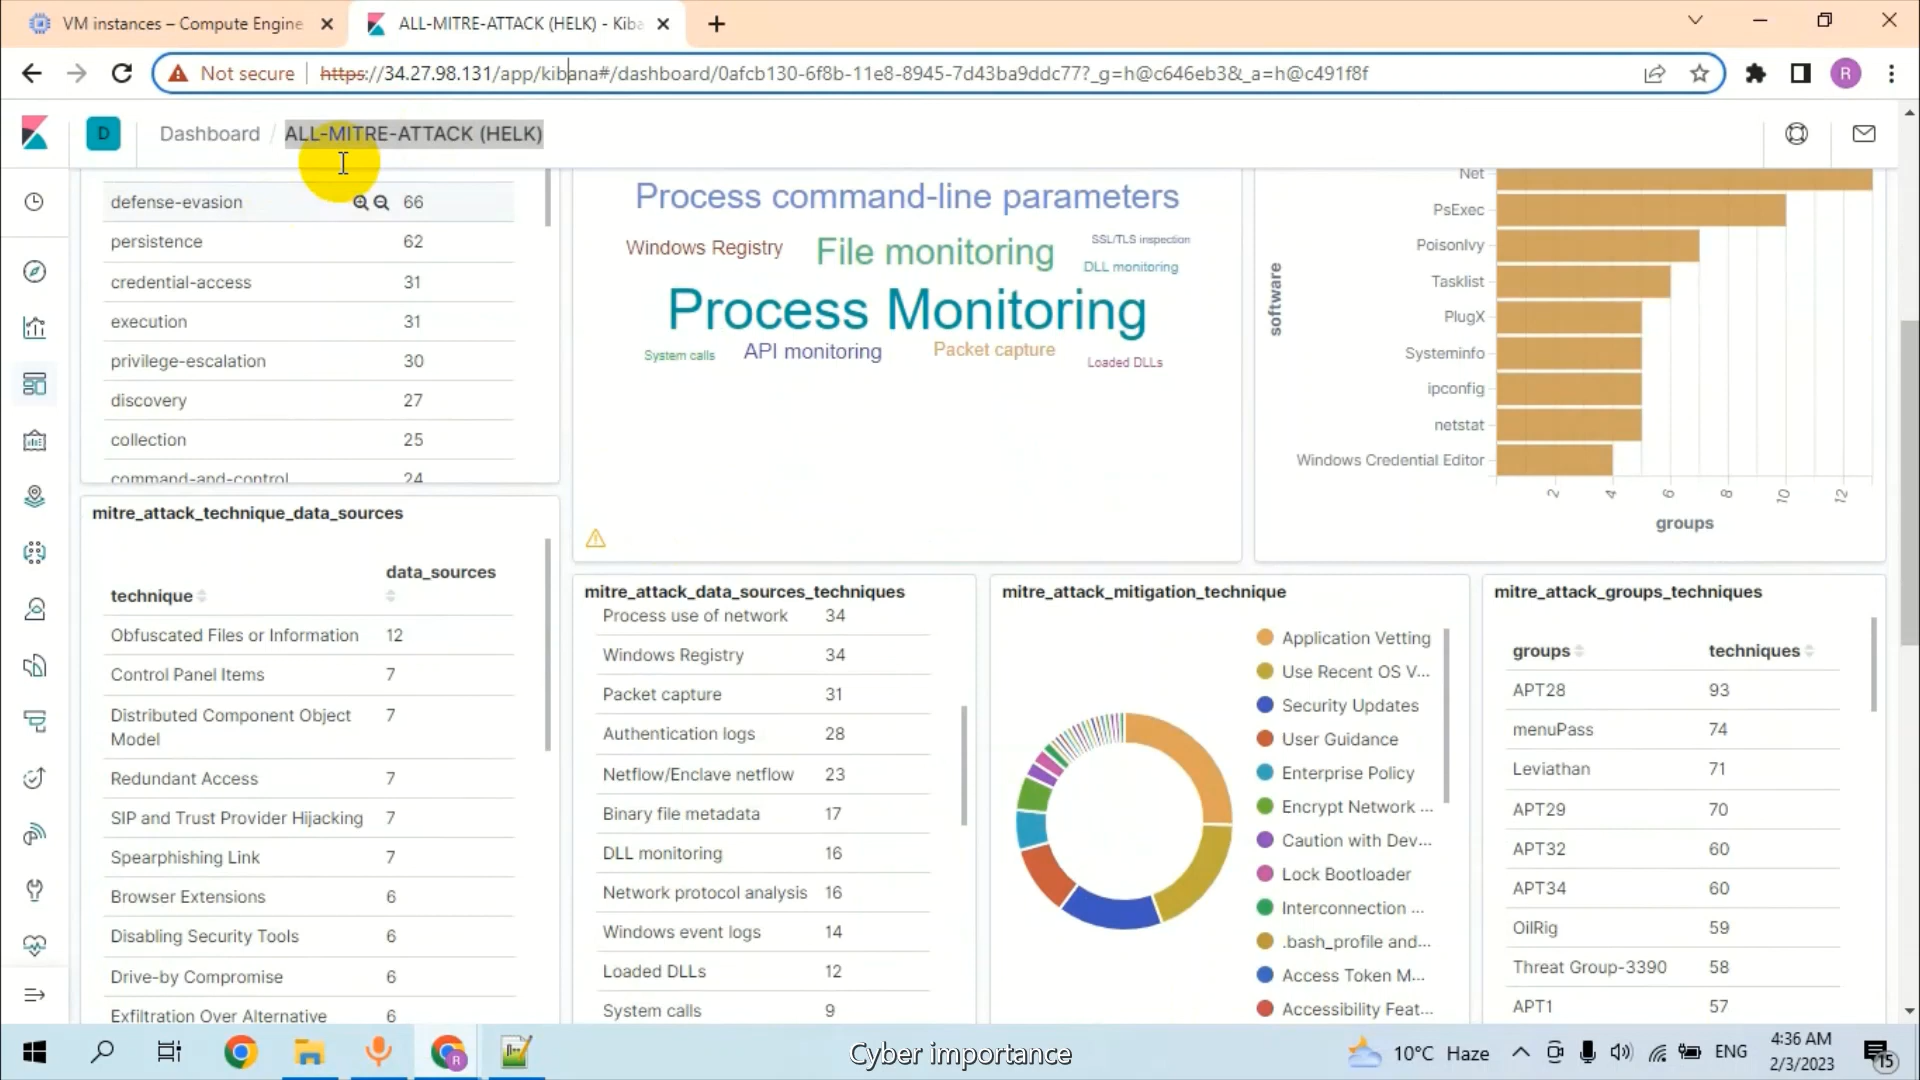 VM instances – Compute Engine
ALL-MITRE-ATTACK (HELK) - Kiba
Not secure
https://34.27.98.131/app/kibana#/dashboard/0afcb130-6f8b-11e8-8945-7d43ba9ddc77?_g=h@c646eb3&_a=h@c491f8f
R
D
Dashboard / ALL-MITRE-ATTACK (HELK)
defense-evasion 66
persistence 62
credential-access 31
execution 31
privilege-escalation 30
discovery 27
collection 25
command-and-control 24
Process command-line parameters
Windows Registry
File monitoring
SSL/TLS inspection
DLL monitoring
Process Monitoring
System calls
API monitoring
Packet capture
Loaded DLLs
software
Net
PsExec
PoisonIvy
Tasklist
PlugX
Systeminfo
ipconfig
netstat
Windows Credential Editor
2 4 6 8 10 12
groups
mitre_attack_technique_data_sources
technique data_sources
Obfuscated Files or Information 12
Control Panel Items 7
Distributed Component Object
Model 7
Redundant Access 7
SIP and Trust Provider Hijacking 7
Spearphishing Link 7
Browser Extensions 6
Disabling Security Tools 6
Drive-by Compromise 6
Exfiltration Over Alternative 6
mitre_attack_data_sources_techniques
Process use of network 34
Windows Registry 34
Packet capture 31
Authentication logs 28
Netflow/Enclave netflow 23
Binary file metadata 17
DLL monitoring 16
Network protocol analysis 16
Windows event logs 14
Loaded DLLs 12
System calls 9
mitre_attack_mitigation_technique
Application Vetting
Use Recent OS V...
Security Updates
User Guidance
Enterprise Policy
Encrypt Network ...
Caution with Dev...
Lock Bootloader
Interconnection ...
.bash_profile and...
Access Token M...
Accessibility Feat...
mitre_attack_groups_techniques
groups techniques
APT28 93
menuPass 74
Leviathan 71
APT29 70
APT32 60
APT34 60
OilRig 59
Threat Group-3390 58
APT1 57
R
Cyber importance
10°C Haze
ENG
4:36 AM
2/3/2023
15